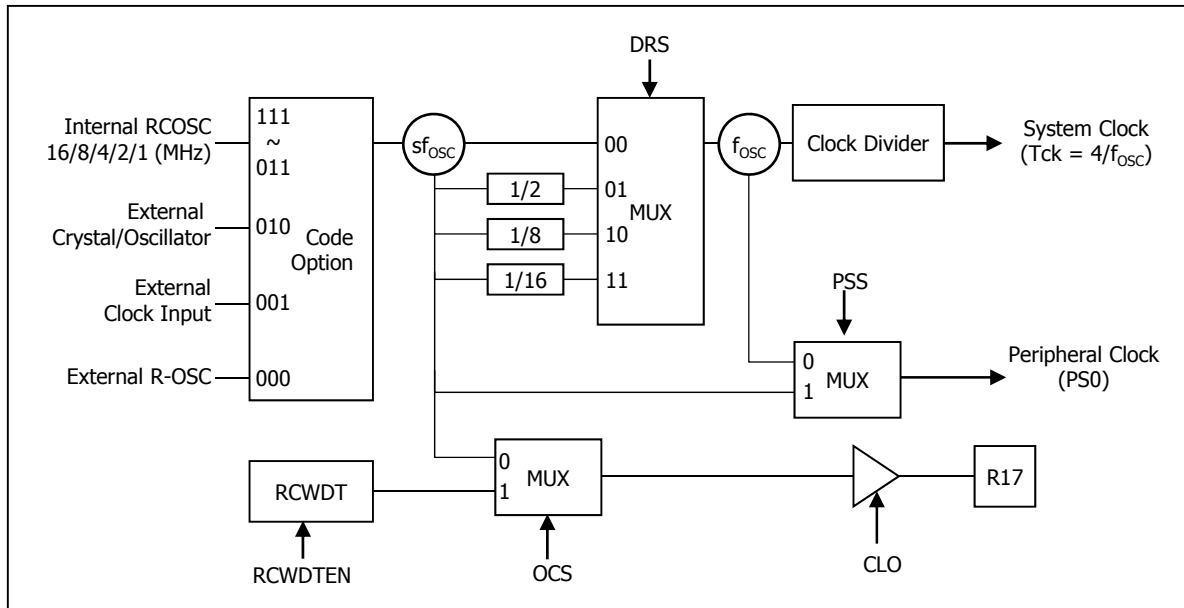 DRS
Internal RCOSC
16/8/4/2/1 (MHz)
111
~
011
sfOSC
00
fOSC
Clock Divider
System Clock
(Tck = 4/fOSC)
1/2
01
MUX
External
Crystal/Oscillator
010
Code
Option
1/8
10
1/16
11
External
Clock Input
001
PSS
External R-OSC
000
0
1
MUX
Peripheral Clock
(PS0)
RCWDT
0
1
MUX
R17
RCWDTEN
OCS
CLO